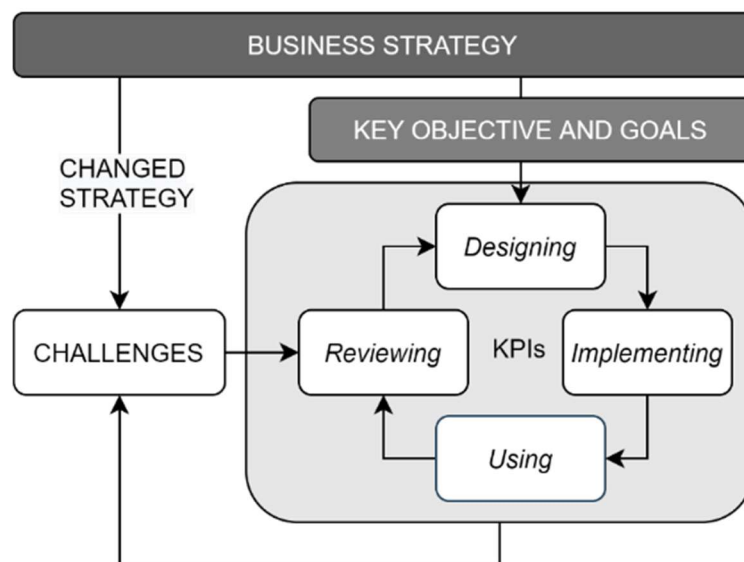 BUSINESS STRATEGY
KEY OBJECTIVE AND GOALS
CHANGED
STRATEGY
Designing
CHALLENGES
Reviewing
KPIs
Implementing
Using